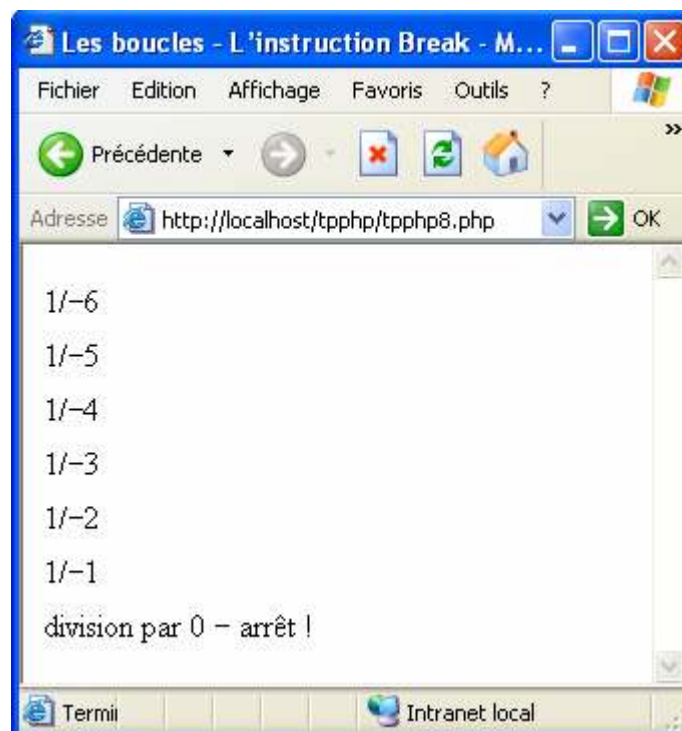 Les boucles - L'instruction Break - M...
Fichier Edition Affichage Favoris Outils ?
Précédente »
Adresse http://localhost/tpphp/tpphp8.php OK
1/-6
1/-5
1/-4
1/-3
1/-2
1/-1
division par 0 - arrêt !
Termi Intranet local